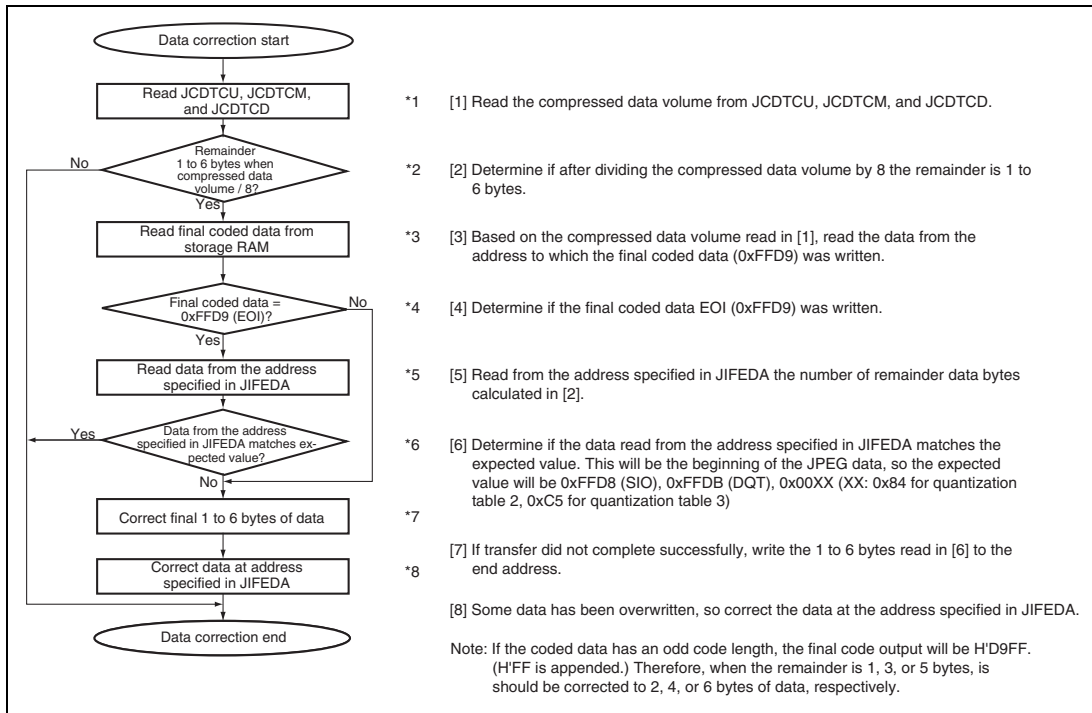 Data correction start
Read JCDTCU, JCDTCM,
and JCDTCD
Remainder
1 to 6 bytes when
compressed data
volume / 8?
No
Yes
Read final coded data from
storage RAM
Final coded data =
0xFFD9 (EOI)?
No
Yes
Read data from the address
specified in JIFEDA
Data from the address
specified in JIFEDA matches ex-
pected value?
Yes
No
Correct final 1 to 6 bytes of data
Correct data at address
specified in JIFEDA
Data correction end
*1 [1] Read the compressed data volume from JCDTCU, JCDTCM, and JCDTCD.
*2 [2] Determine if after dividing the compressed data volume by 8 the remainder is 1 to
6 bytes.
*3 [3] Based on the compressed data volume read in [1], read the data from the
address to which the final coded data (0xFFD9) was written.
*4 [4] Determine if the final coded data EOI (0xFFD9) was written.
*5 [5] Read from the address specified in JIFEDA the number of remainder data bytes
calculated in [2].
*6 [6] Determine if the data read from the address specified in JIFEDA matches the
expected value. This will be the beginning of the JPEG data, so the expected
value will be 0xFFD8 (SIO), 0xFFDB (DQT), 0x00XX (XX: 0x84 for quantization
table 2, 0xC5 for quantization table 3)
*7
[7] If transfer did not complete successfully, write the 1 to 6 bytes read in [6] to the
end address.
*8
[8] Some data has been overwritten, so correct the data at the address specified in JIFEDA.
Note: If the coded data has an odd code length, the final code output will be H'D9FF.
(H'FF is appended.) Therefore, when the remainder is 1, 3, or 5 bytes, is
should be corrected to 2, 4, or 6 bytes of data, respectively.